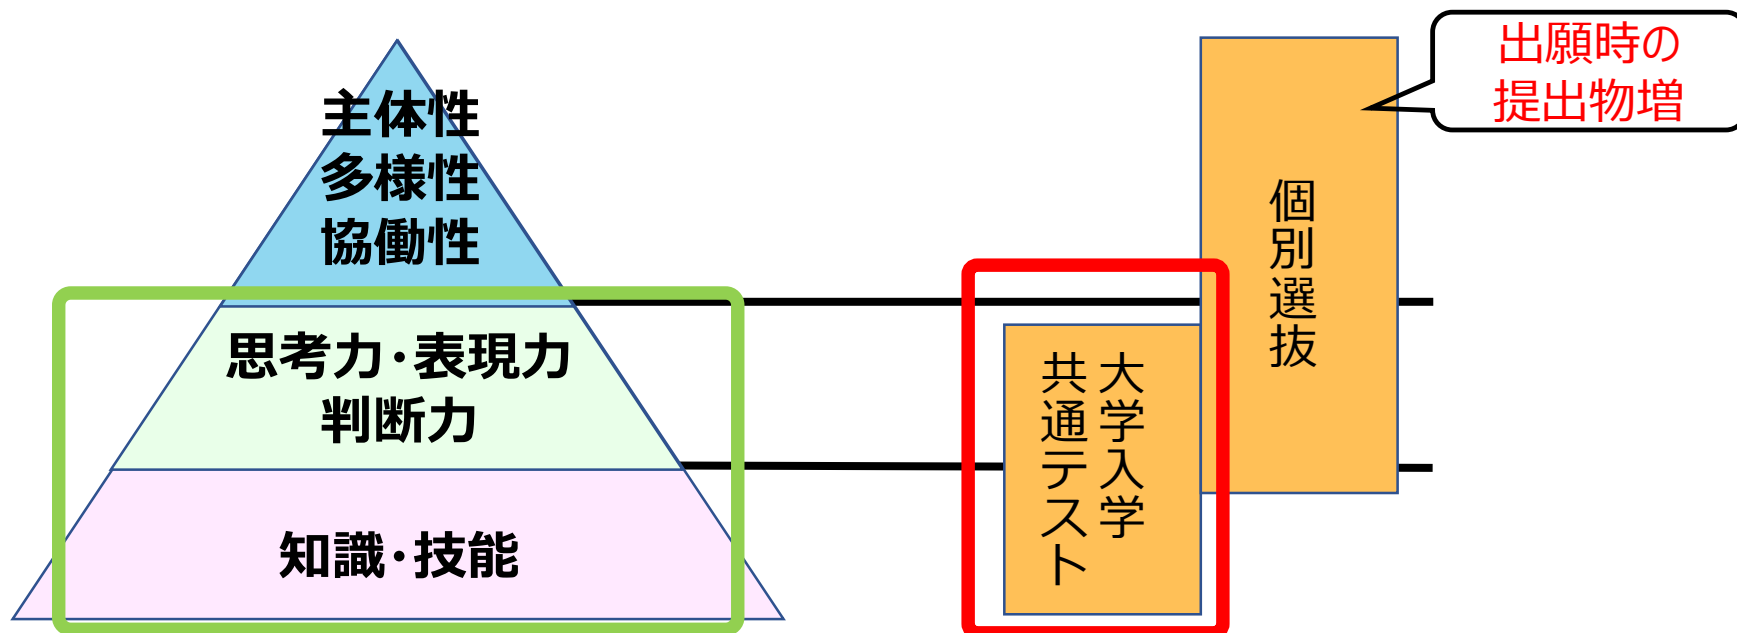 主体性
多様性
協働性
思考力・表現力
判断力
知識・技能
大学入学
共通テスト
個別選抜
出願時の
提出物増